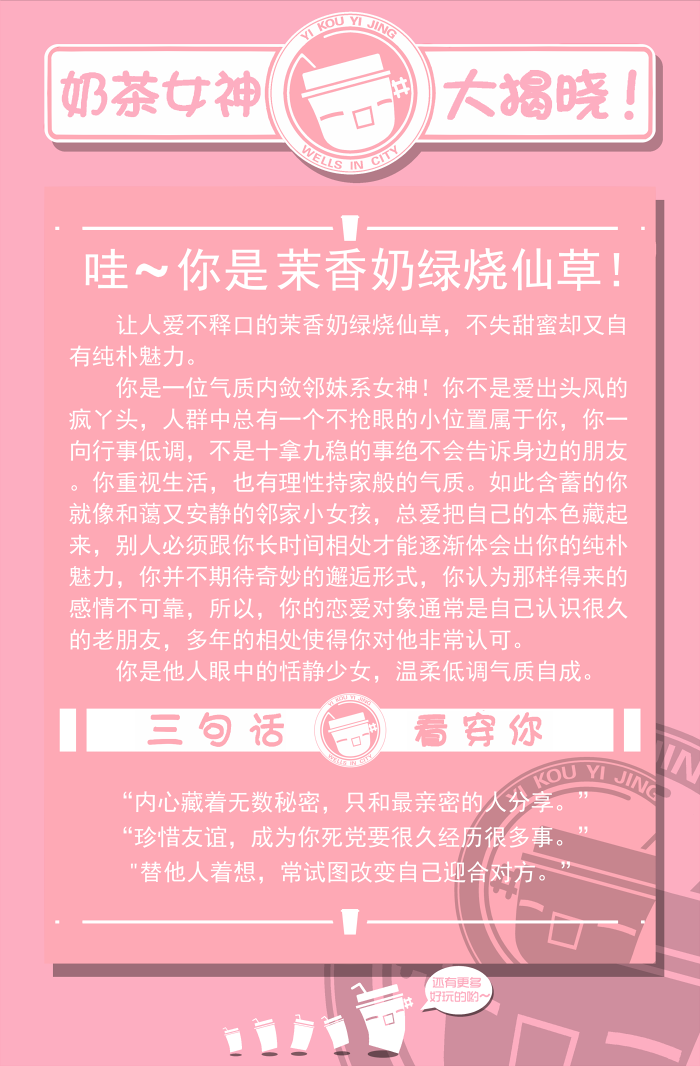 YI KOU YI JING
奶茶女神 大揭晓！
WELLS IN CITY
哇~你是茉香奶绿烧仙草！
让人爱不释口的茉香奶绿烧仙草，不失甜蜜却又自
有纯朴魅力。
你是一位气质内敛邻妹系女神！你不是爱出头风的
疯丫头，人群中总有一个不抢眼的小位置属于你，你一
向行事低调，不是十拿九稳的事绝不会告诉身边的朋友
。你重视生活，也有理性持家般的气质。如此含蓄的你
就像和蔼又安静的邻家小女孩，总爱把自己的本色藏起
来，别人必须跟你长时间相处才能逐渐体会出你的纯朴
魅力，你并不期待奇妙的邂逅形式，你认为那样得来的
感情不可靠，所以，你的恋爱对象通常是自己认识很久
的老朋友，多年的相处使得你对他非常认可。
你是他人眼中的恬静少女，温柔低调气质自成。
YI KOU YI JING
三句话 看穿你
WELLS IN CITY
YI KOU YI JING
“内心藏着无数秘密，只和最亲密的人分享。”
“珍惜友谊，成为你死党要很久经历很多事。”
"替他人着想，常试图改变自己迎合对方。”
还有更多
好玩的哟~